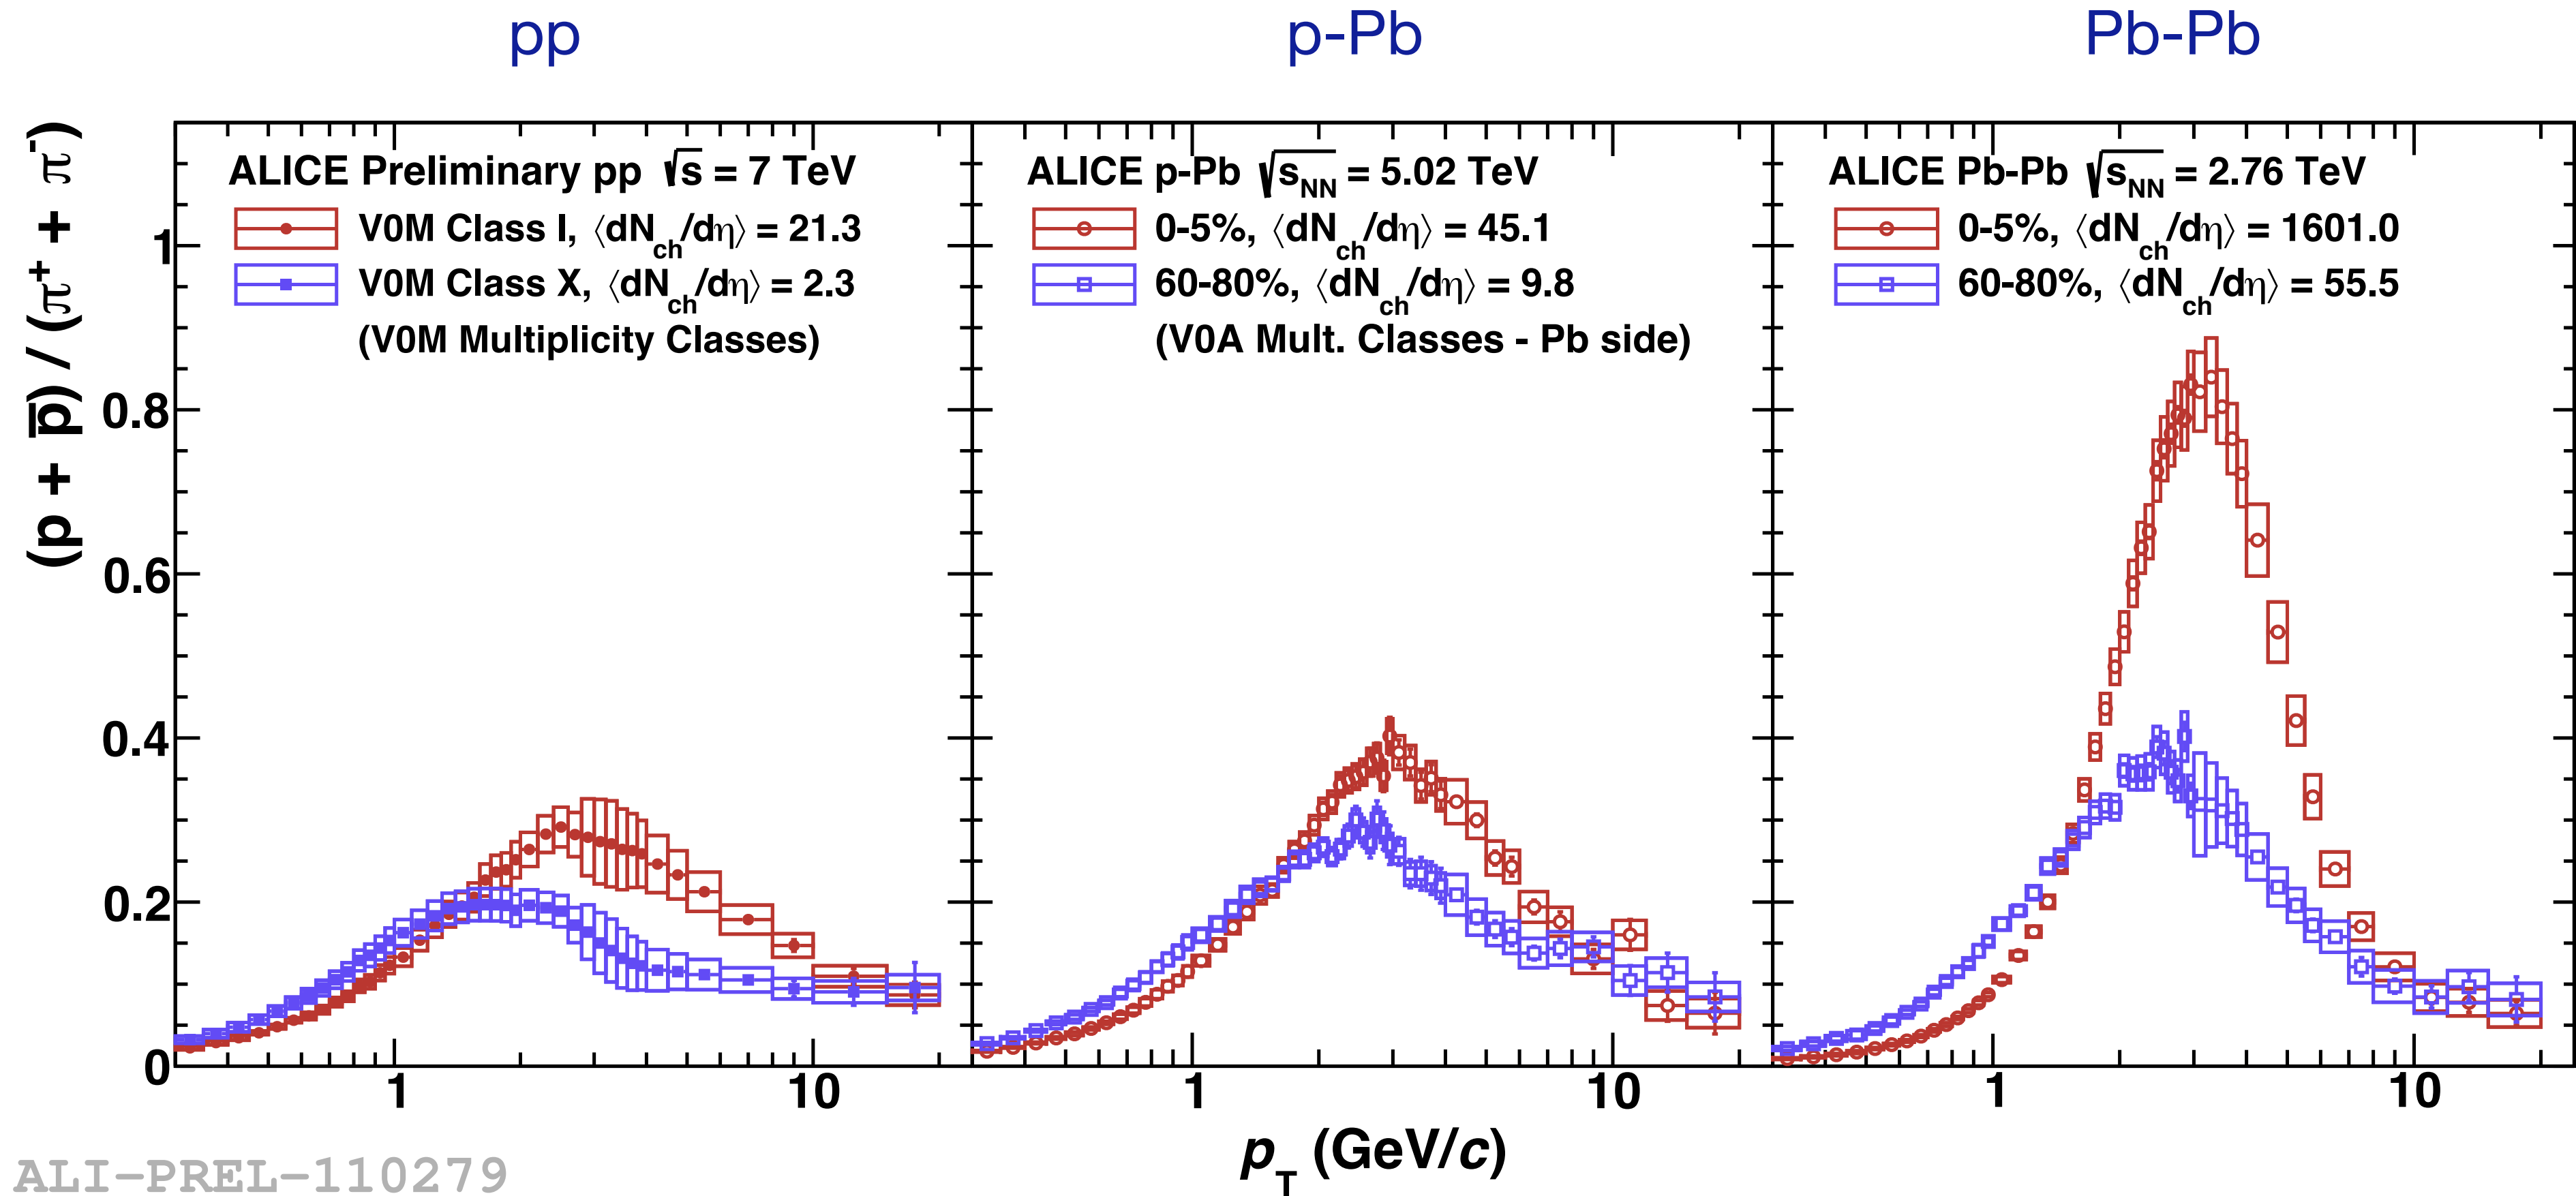 pp
p-Pb
Pb-Pb
(p + p̅) / (π⁺ + π⁻)
ALICE Preliminary pp √s = 7 TeV
V0M Class I, ⟨dN_ch/dη⟩ = 21.3
V0M Class X, ⟨dN_ch/dη⟩ = 2.3
(V0M Multiplicity Classes)
ALICE p-Pb √s_NN = 5.02 TeV
0-5%, ⟨dN_ch/dη⟩ = 45.1
60-80%, ⟨dN_ch/dη⟩ = 9.8
(V0A Mult. Classes - Pb side)
ALICE Pb-Pb √s_NN = 2.76 TeV
0-5%, ⟨dN_ch/dη⟩ = 1601.0
60-80%, ⟨dN_ch/dη⟩ = 55.5
1
0.8
0.6
0.4
0.2
0
1 10
1 10
1 10
p_T (GeV/c)
ALI-PREL-110279